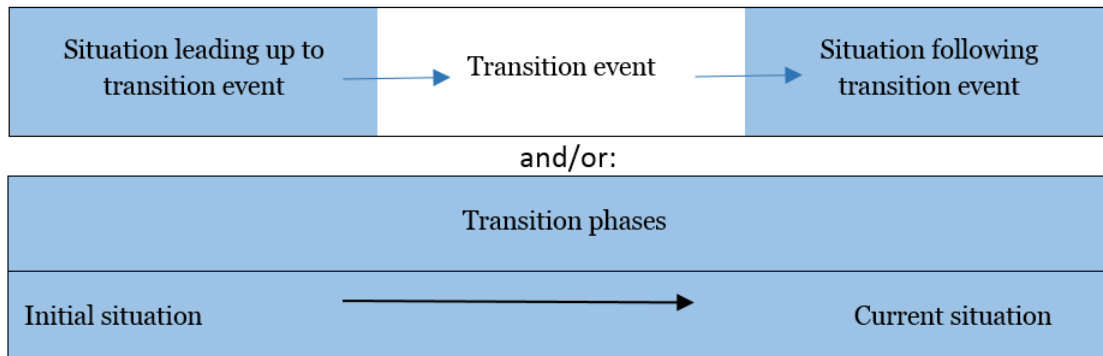 Situation leading up to
transition event
Transition event
Situation following
transition event
and/or:
Transition phases
Initial situation
Current situation